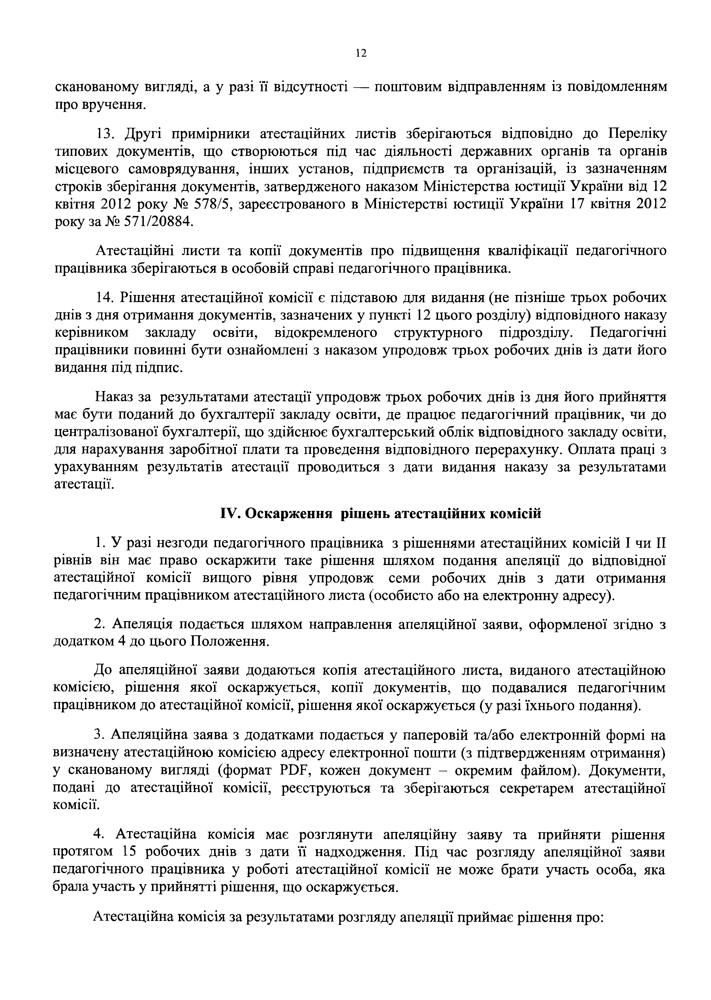 12
сканованому вигляді, а у разі її відсутності — поштовим відправленням із повідомленням
про вручення.
13. Другі примірники атестаційних листів зберігаються відповідно до Переліку
типових документів, що створюються під час діяльності державних органів та органів
місцевого самоврядування, інших установ, підприємств та організацій, із зазначенням
строків зберігання документів, затвердженого наказом Міністерства юстиції України від 12
квітня 2012 року № 578/5, зареєстрованого в Міністерстві юстиції України 17 квітня 2012
року за № 571/20884.
Атестаційні листи та копії документів про підвищення кваліфікації педагогічного
працівника зберігаються в особовій справі педагогічного працівника.
14. Рішення атестаційної комісії є підставою для видання (не пізніше трьох робочих
днів з дня отримання документів, зазначених у пункті 12 цього розділу) відповідного наказу
керівником закладу освіти, відокремленого структурного підрозділу. Педагогічні
працівники повинні бути ознайомлені з наказом упродовж трьох робочих днів із дати його
видання під підпис.
Наказ за результатами атестації упродовж трьох робочих днів із дня його прийняття
має бути поданий до бухгалтерії закладу освіти, де працює педагогічний працівник, чи до
централізованої бухгалтерії, що здійснює бухгалтерський облік відповідного закладу освіти,
для нарахування заробітної плати та проведення відповідного перерахунку. Оплата праці з
урахуванням результатів атестації проводиться з дати видання наказу за результатами
атестації.
IV. Оскарження рішень атестаційних комісій
1. У разі незгоди педагогічного працівника з рішеннями атестаційних комісій І чи ІІ
рівнів він має право оскаржити таке рішення шляхом подання апеляції до відповідної
атестаційної комісії вищого рівня упродовж семи робочих днів з дати отримання
педагогічним працівником атестаційного листа (особисто або на електронну адресу).
2. Апеляція подається шляхом направлення апеляційної заяви, оформленої згідно з
додатком 4 до цього Положення.
До апеляційної заяви додаються копія атестаційного листа, виданого атестаційною
комісією, рішення якої оскаржується, копії документів, що подавалися педагогічним
працівником до атестаційної комісії, рішення якої оскаржується (у разі їхнього подання).
3. Апеляційна заява з додатками подається у паперовій та/або електронній формі на
визначену атестаційною комісією адресу електронної пошти (з підтвердженням отримання)
у сканованому вигляді (формат PDF, кожен документ – окремим файлом). Документи,
подані до атестаційної комісії, реєструються та зберігаються секретарем атестаційної
комісії.
4. Атестаційна комісія має розглянути апеляційну заяву та прийняти рішення
протягом 15 робочих днів з дати її надходження. Під час розгляду апеляційної заяви
педагогічного працівника у роботі атестаційної комісії не може брати участь особа, яка
брала участь у прийнятті рішення, що оскаржується.
Атестаційна комісія за результатами розгляду апеляції приймає рішення про: